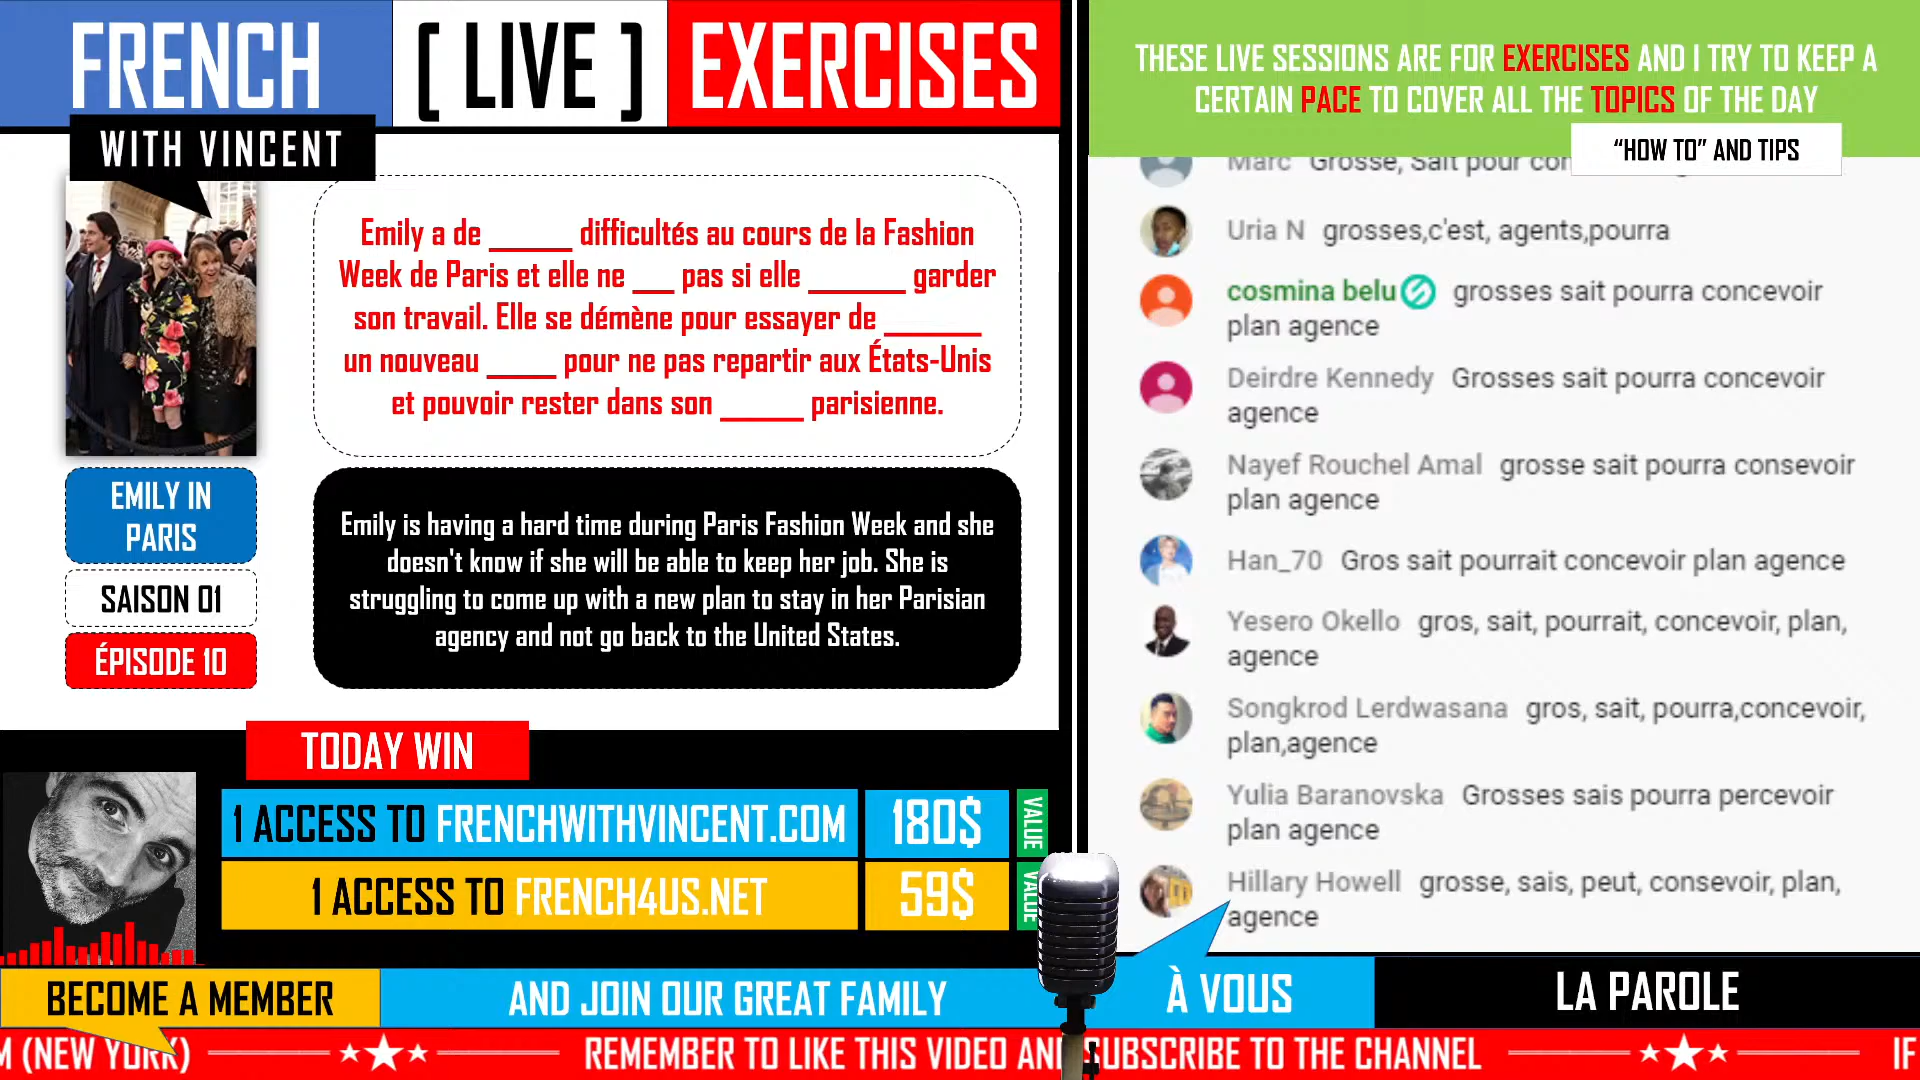 FRENCH [ LIVE ] EXERCISES
WITH VINCENT
Emily a de ______ difficultés au cours de la Fashion
Week de Paris et elle ne ___ pas si elle _______ garder
son travail. Elle se démène pour essayer de _______
un nouveau _____ pour ne pas repartir aux États-Unis
et pouvoir rester dans son ______ parisienne.
EMILY IN
PARIS
SAISON 01
ÉPISODE 10
Emily is having a hard time during Paris Fashion Week and she
doesn't know if she will be able to keep her job. She is
struggling to come up with a new plan to stay in her Parisian
agency and not go back to the United States.
TODAY WIN
1 ACCESS TO FRENCHWITHVINCENT.COM 180$ VALUE
1 ACCESS TO FRENCH4US.NET 59$ VALUE
BECOME A MEMBER AND JOIN OUR GREAT FAMILY
THESE LIVE SESSIONS ARE FOR EXERCISES AND I TRY TO KEEP A
CERTAIN PACE TO COVER ALL THE TOPICS OF THE DAY
“HOW TO” AND TIPS
Marc Grosse, Sait pour
Uria N grosses,c'est, agents,pourra
cosmina belu grosses sait pourra concevoir
plan agence
Deirdre Kennedy Grosses sait pourra concevoir
agence
Nayef Rouchel Amal grosse sait pourra consevoir
plan agence
Han_70 Gros sait pourrait concevoir plan agence
Yesero Okello gros, sait, pourrait, concevoir, plan,
agence
Songkrod Lerdwasana gros, sait, pourra,concevoir,
plan,agence
Yulia Baranovska Grosses sais pourra percevoir
plan agence
Hillary Howell grosse, sais, peut, consevoir, plan,
agence
À VOUS LA PAROLE
M (NEW YORK) REMEMBER TO LIKE THIS VIDEO AND SUBSCRIBE TO THE CHANNEL IF